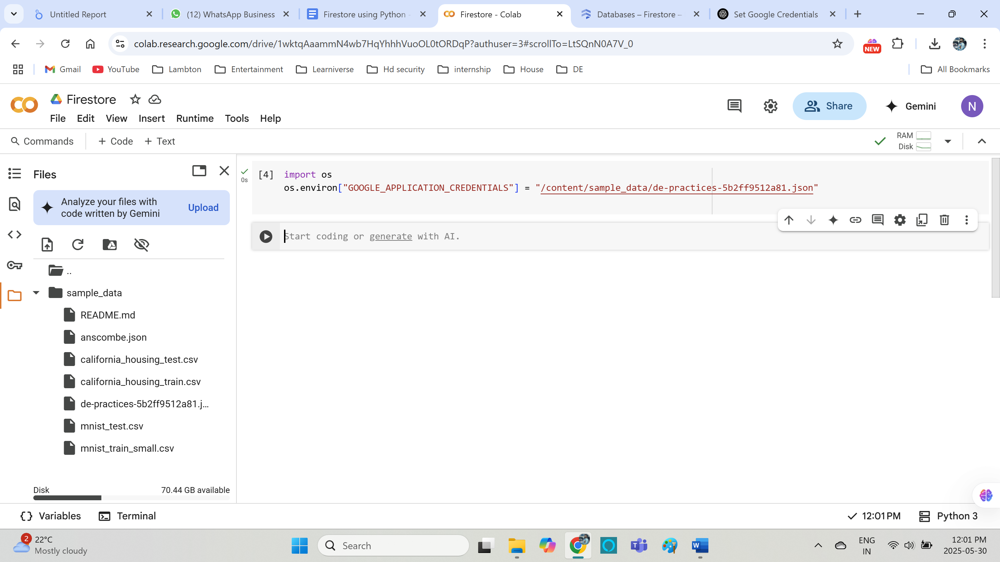 Untitled Report
(12) WhatsApp Business
Firestore using Python -
Firestore - Colab
Databases – Firestore –
Set Google Credentials
colab.research.google.com/drive/1wktqAaammN4wb7HqYhhhVuoOL0tORDqP?authuser=3#scrollTo=LtSQnN0A7V_0
NEW
Gmail
YouTube
Lambton
Entertainment
Learniverse
Hd security
internship
House
DE
All Bookmarks
CO
Firestore
File Edit View Insert Runtime Tools Help
Share
Gemini
N
Commands
+ Code + Text
RAM
Disk
Files
Analyze your files with
code written by Gemini
Upload
..
sample_data
README.md
anscombe.json
california_housing_test.csv
california_housing_train.csv
de-practices-5b2ff9512a81.j...
mnist_test.csv
mnist_train_small.csv
Disk 70.44 GB available
0s
[4] import os
os.environ["GOOGLE_APPLICATION_CREDENTIALS"] = "/content/sample_data/de-practices-5b2ff9512a81.json"
Start coding or generate with AI.
Variables
Terminal
12:01 PM
Python 3
2
22°C
Mostly cloudy
Search
ENG
IN
12:01 PM
2025-05-30